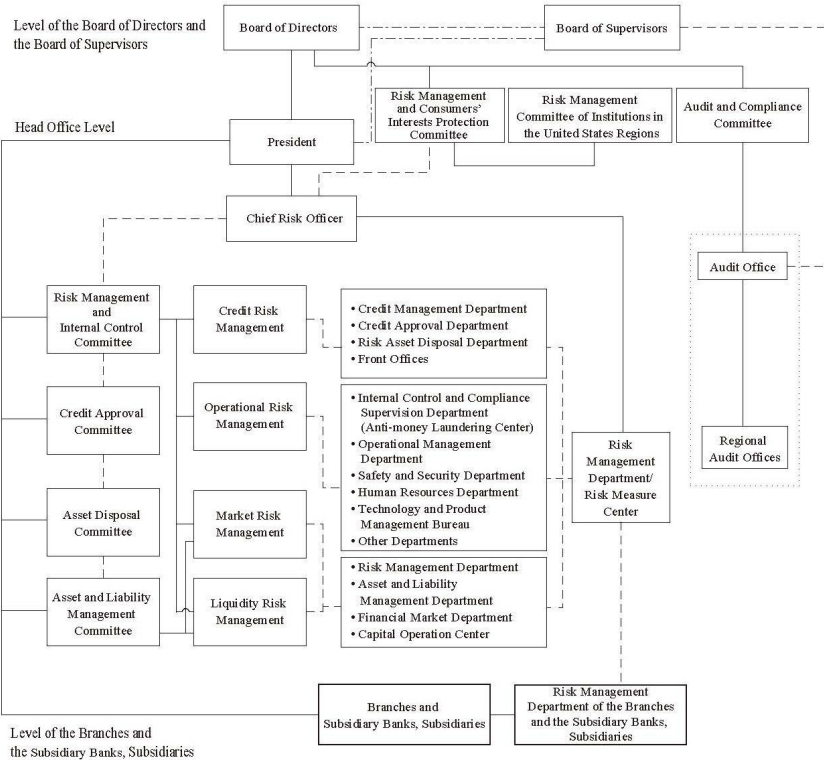 Level of the Board of Directors and
the Board of Supervisors
Board of Directors
Board of Supervisors
Risk Management
and Consumers'
Interests Protection
Committee
Risk Management
Committee of Institutions in
the United States Regions
Audit and Compliance
Committee
Head Office Level
President
Chief Risk Officer
Audit Office
Regional
Audit Offices
Risk Management
and
Internal Control
Committee
Credit Approval
Committee
Asset Disposal
Committee
Asset and Liability
Management
Committee
Credit Risk
Management
Operational Risk
Management
Market Risk
Management
Liquidity Risk
Management
• Credit Management Department
• Credit Approval Department
• Risk Asset Disposal Department
• Front Offices
• Internal Control and Compliance
Supervision Department
(Anti-money Laundering Center)
• Operational Management
Department
• Safety and Security Department
• Human Resources Department
• Technology and Product
Management Bureau
• Other Departments
• Risk Management Department
• Asset and Liability
Management Department
• Financial Market Department
• Capital Operation Center
Risk
Management
Department/
Risk Measure
Center
Branches and
Subsidiary Banks, Subsidiaries
Risk Management
Department of the Branches
and the Subsidiary Banks,
Subsidiaries
Level of the Branches and
the Subsidiary Banks, Subsidiaries